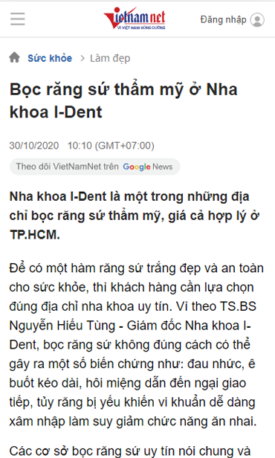 vietnamnet
VÌ VIỆT NAM HÙNG CƯỜNG
Đăng nhập
Sức khỏe > Làm đẹp
Bọc răng sứ thẩm mỹ ở Nha
khoa I-Dent
30/10/2020 10:10 (GMT+07:00)
Theo dõi VietNamNet trên Google News
Nha khoa I-Dent là một trong những địa
chỉ bọc răng sứ thẩm mỹ, giá cả hợp lý ở
TP.HCM.
Để có một hàm răng sứ trắng đẹp và an toàn
cho sức khỏe, thì khách hàng cần lựa chọn
đúng địa chỉ nha khoa uy tín. Vì theo TS.BS
Nguyễn Hiếu Tùng - Giám đốc Nha khoa I-
Dent, bọc răng sứ không đúng cách có thể
gây ra một số biến chứng như: đau nhức, ê
buốt kéo dài, hôi miệng dẫn đến ngại giao
tiếp, tủy răng bị yếu khiến vi khuẩn dễ dàng
xâm nhập làm suy giảm chức năng ăn nhai.
Các cơ sở bọc răng sứ uy tín nói chung và